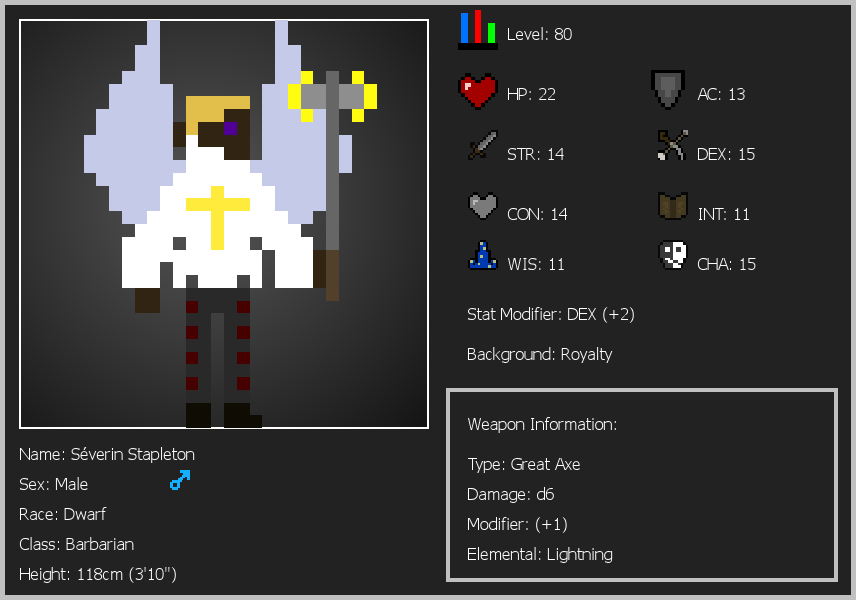 Level: 80
HP: 22
AC: 13
STR: 14
DEX: 15
CON: 14
INT: 11
WIS: 11
CHA: 15
Stat Modifier: DEX (+2)
Background: Royalty
Weapon Information:
Type: Great Axe
Damage: d6
Modifier: (+1)
Elemental: Lightning
Name: Séverin Stapleton
Sex: Male
Race: Dwarf
Class: Barbarian
Height: 118cm (3'10")